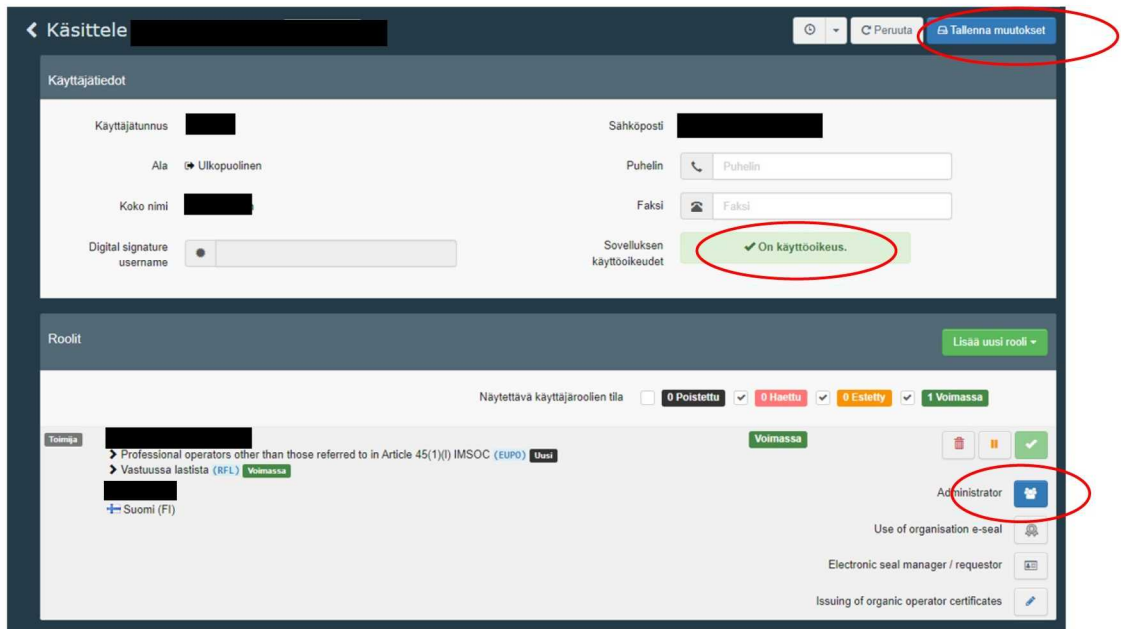 Käsittele
Peruuta
Tallenna muutokset
Käyttäjätiedot
Käyttäjätunnus
Sähköposti
Ala Ulkopuolinen
Puhelin Puhelin
Koko nimi
Faksi Faksi
Digital signature
username
Sovelluksen
käyttöoikeudet
On käyttöoikeus.
Roolit
Lisää uusi rooli
Näytettävä käyttäjäroolien tila 0 Poistettu 0 Haettu 0 Estetty 1 Voimassa
Toimija
Voimassa
Professional operators other than those referred to in Article 45(1)(l) IMSOC (EUPO) Uusi
Vastuussa lastista (RFL) Voimassa
Suomi (FI)
Administrator
Use of organisation e-seal
Electronic seal manager / requestor
Issuing of organic operator certificates